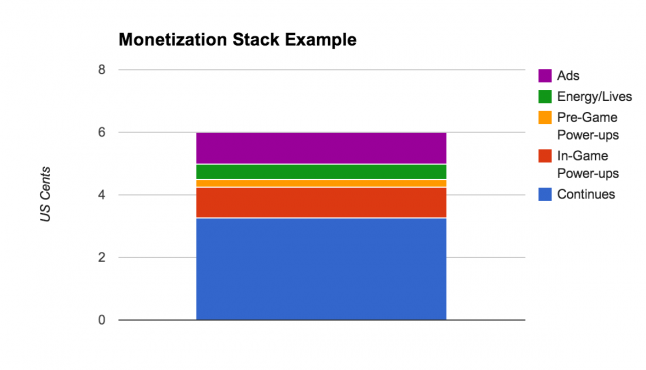 Monetization Stack Example
8
6
4
2
0
US Cents
Ads
Energy/Lives
Pre-Game
Power-ups
In-Game
Power-ups
Continues